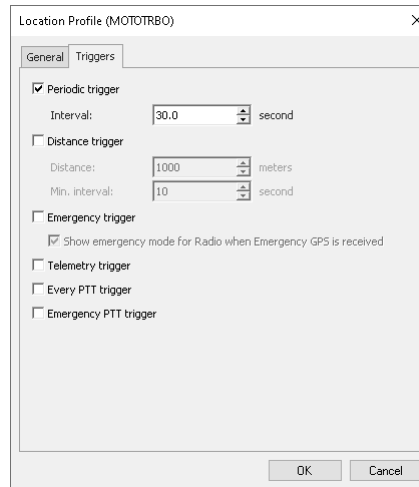 Location Profile (MOTOTRBO)
General Triggers
Periodic trigger
Interval: 30.0 second
Distance trigger
Distance: 1000 meters
Min. interval: 10 second
Emergency trigger
Show emergency mode for Radio when Emergency GPS is received
Telemetry trigger
Every PTT trigger
Emergency PTT trigger
OK Cancel